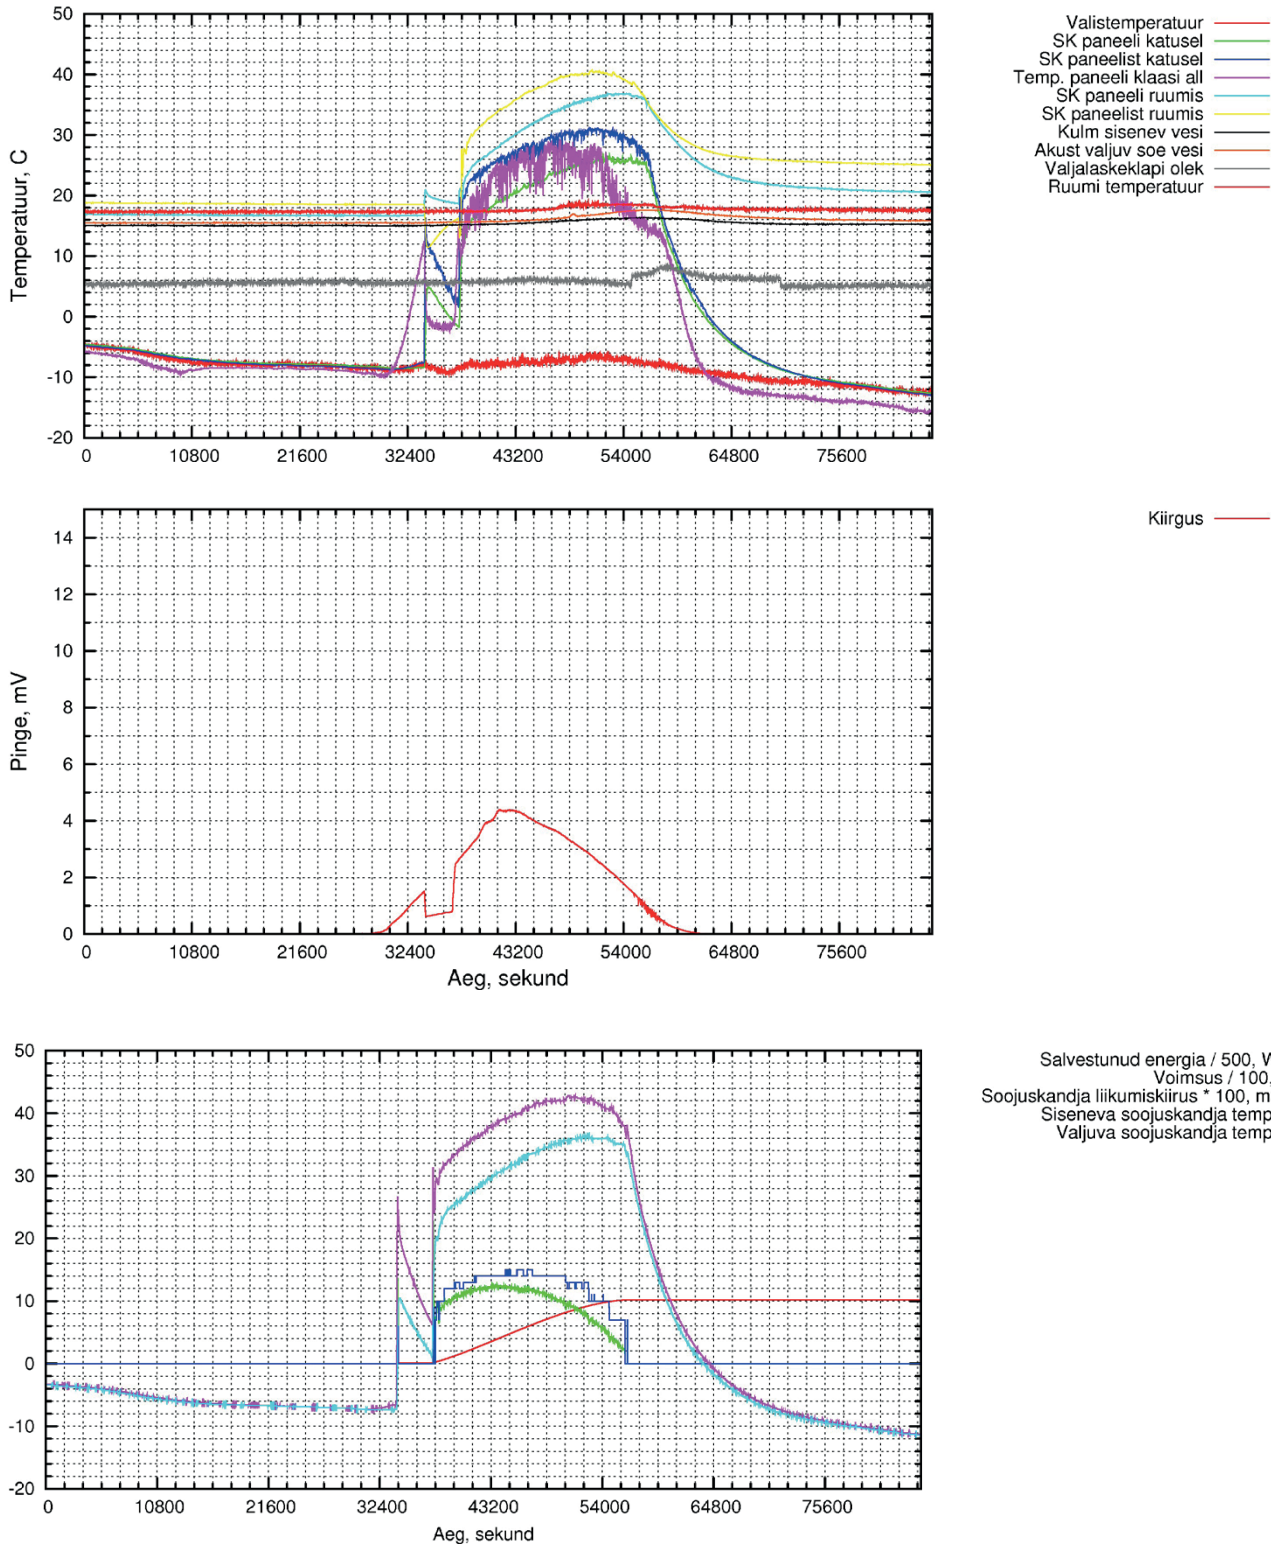 50
40
30
20
10
0
-10
-20
Temperatuur, C
0 10800 21600 32400 43200 54000 64800 75600
Valistemperatuur
SK paneeli katusel
SK paneelist katusel
Temp. paneeli klaasi all
SK paneeli ruumis
SK paneelist ruumis
Kulm sisenev vesi
Akust valjuv soe vesi
Valjalaskeklapi olek
Ruumi temperatuur
14
12
10
8
6
4
2
0
Pinge, mV
0 10800 21600 32400 43200 54000 64800 75600
Aeg, sekund
Kiirgus
50
40
30
20
10
0
-10
-20
0 10800 21600 32400 43200 54000 64800 75600
Aeg, sekund
Salvestunud energia / 500, W
Voimsus / 100,
Soojuskandja liikumiskiirus * 100, m
Siseneva soojuskandja temp
Valjuva soojuskandja temp